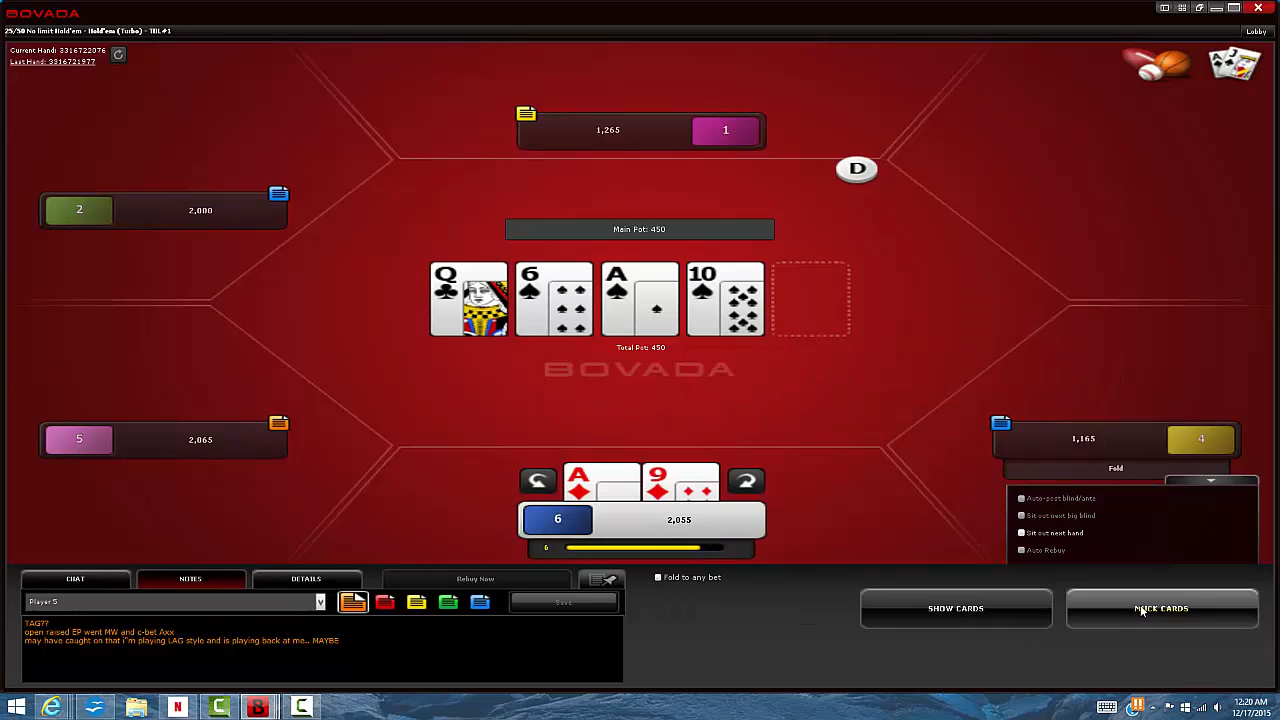 BOVADA
25/50 No limit Hold'em - Hold'em (Turbo) - TBL#1
Lobby
Current Hand: 3316722076
Last Hand: 3316721977
A J
1,265 1
D
2 2,000
Main Pot: 450
Q 6 A 10
Total Pot: 450
BOVADA
5 2,065
1,165 4
Fold
A 9
6 2,055
6
Auto-post blind/ante
Sit out next big blind
Sit out next hand
Auto Rebuy
CHAT NOTES DETAILS Rebuy Now
Fold to any bet
Player 5 Save
SHOW CARDS MUCK CARDS
TAG??
open raised EP went MW and c-bet Axx
may have caught on that i"m playing LAG style and is playing back at me.. MAYBE
N B
12:20 AM
12/17/2015